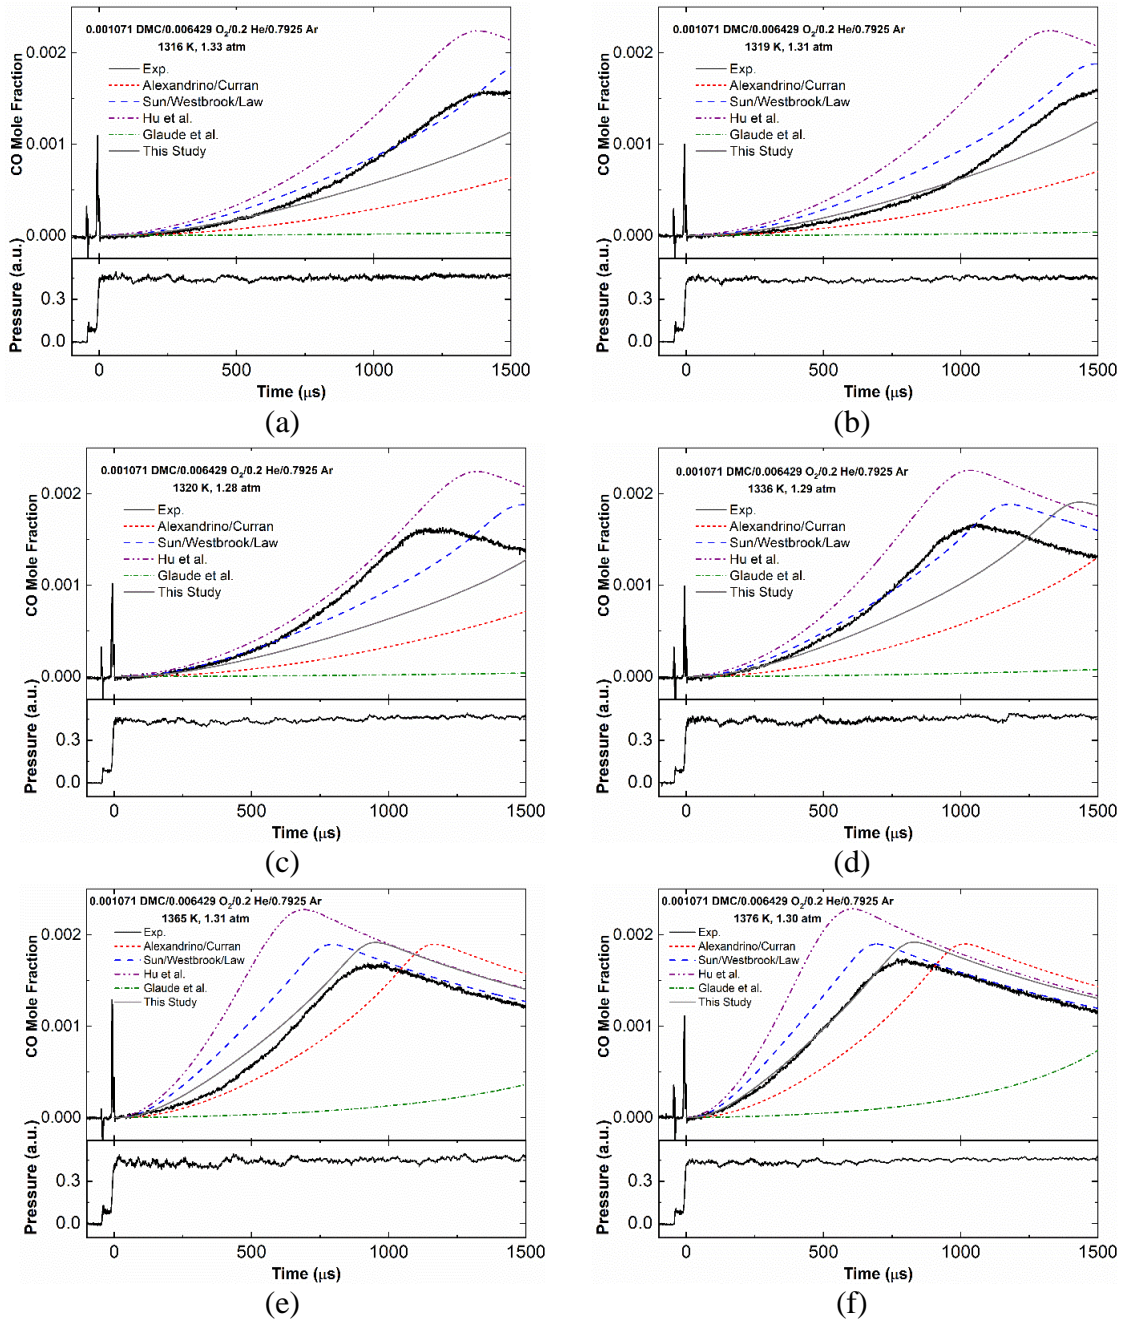 0.001071 DMC/0.006429 O2/0.2 He/0.7925 Ar
1316 K, 1.33 atm
Exp.
Alexandrino/Curran
Sun/Westbrook/Law
Hu et al.
Glaude et al.
This Study
CO Mole Fraction
0.002
0.001
0.000
Pressure (a.u.)
0.3
0.0
0
500
1000
1500
Time (μs)
(a)
0.001071 DMC/0.006429 O2/0.2 He/0.7925 Ar
1319 K, 1.31 atm
Exp.
Alexandrino/Curran
Sun/Westbrook/Law
Hu et al.
Glaude et al.
This Study
CO Mole Fraction
0.002
0.001
0.000
Pressure (a.u.)
0.3
0.0
0
500
1000
1500
Time (μs)
(b)
0.001071 DMC/0.006429 O2/0.2 He/0.7925 Ar
1320 K, 1.28 atm
Exp.
Alexandrino/Curran
Sun/Westbrook/Law
Hu et al.
Glaude et al.
This Study
CO Mole Fraction
0.002
0.001
0.000
Pressure (a.u.)
0.3
0.0
0
500
1000
1500
Time (μs)
(c)
0.001071 DMC/0.006429 O2/0.2 He/0.7925 Ar
1336 K, 1.29 atm
Exp.
Alexandrino/Curran
Sun/Westbrook/Law
Hu et al.
Glaude et al.
This Study
CO Mole Fraction
0.002
0.001
0.000
Pressure (a.u.)
0.3
0.0
0
500
1000
1500
Time (μs)
(d)
0.001071 DMC/0.006429 O2/0.2 He/0.7925 Ar
1365 K, 1.31 atm
Exp.
Alexandrino/Curran
Sun/Westbrook/Law
Hu et al.
Glaude et al.
This Study
CO Mole Fraction
0.002
0.001
0.000
Pressure (a.u.)
0.3
0.0
0
500
1000
1500
Time (μs)
(e)
0.001071 DMC/0.006429 O2/0.2 He/0.7925 Ar
1376 K, 1.30 atm
Exp.
Alexandrino/Curran
Sun/Westbrook/Law
Hu et al.
Glaude et al.
This Study
CO Mole Fraction
0.002
0.001
0.000
Pressure (a.u.)
0.3
0.0
0
500
1000
1500
Time (μs)
(f)